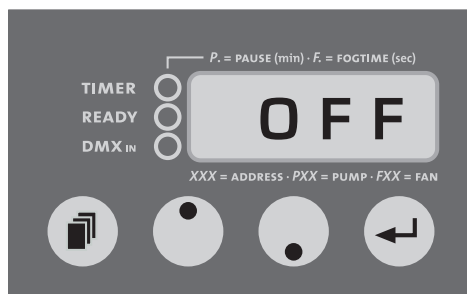 P. = PAUSE (min) · F. = FOGTIME (sec)
TIMER
READY
DMX IN
OFF
XXX = ADDRESS · PXX = PUMP · FXX = FAN